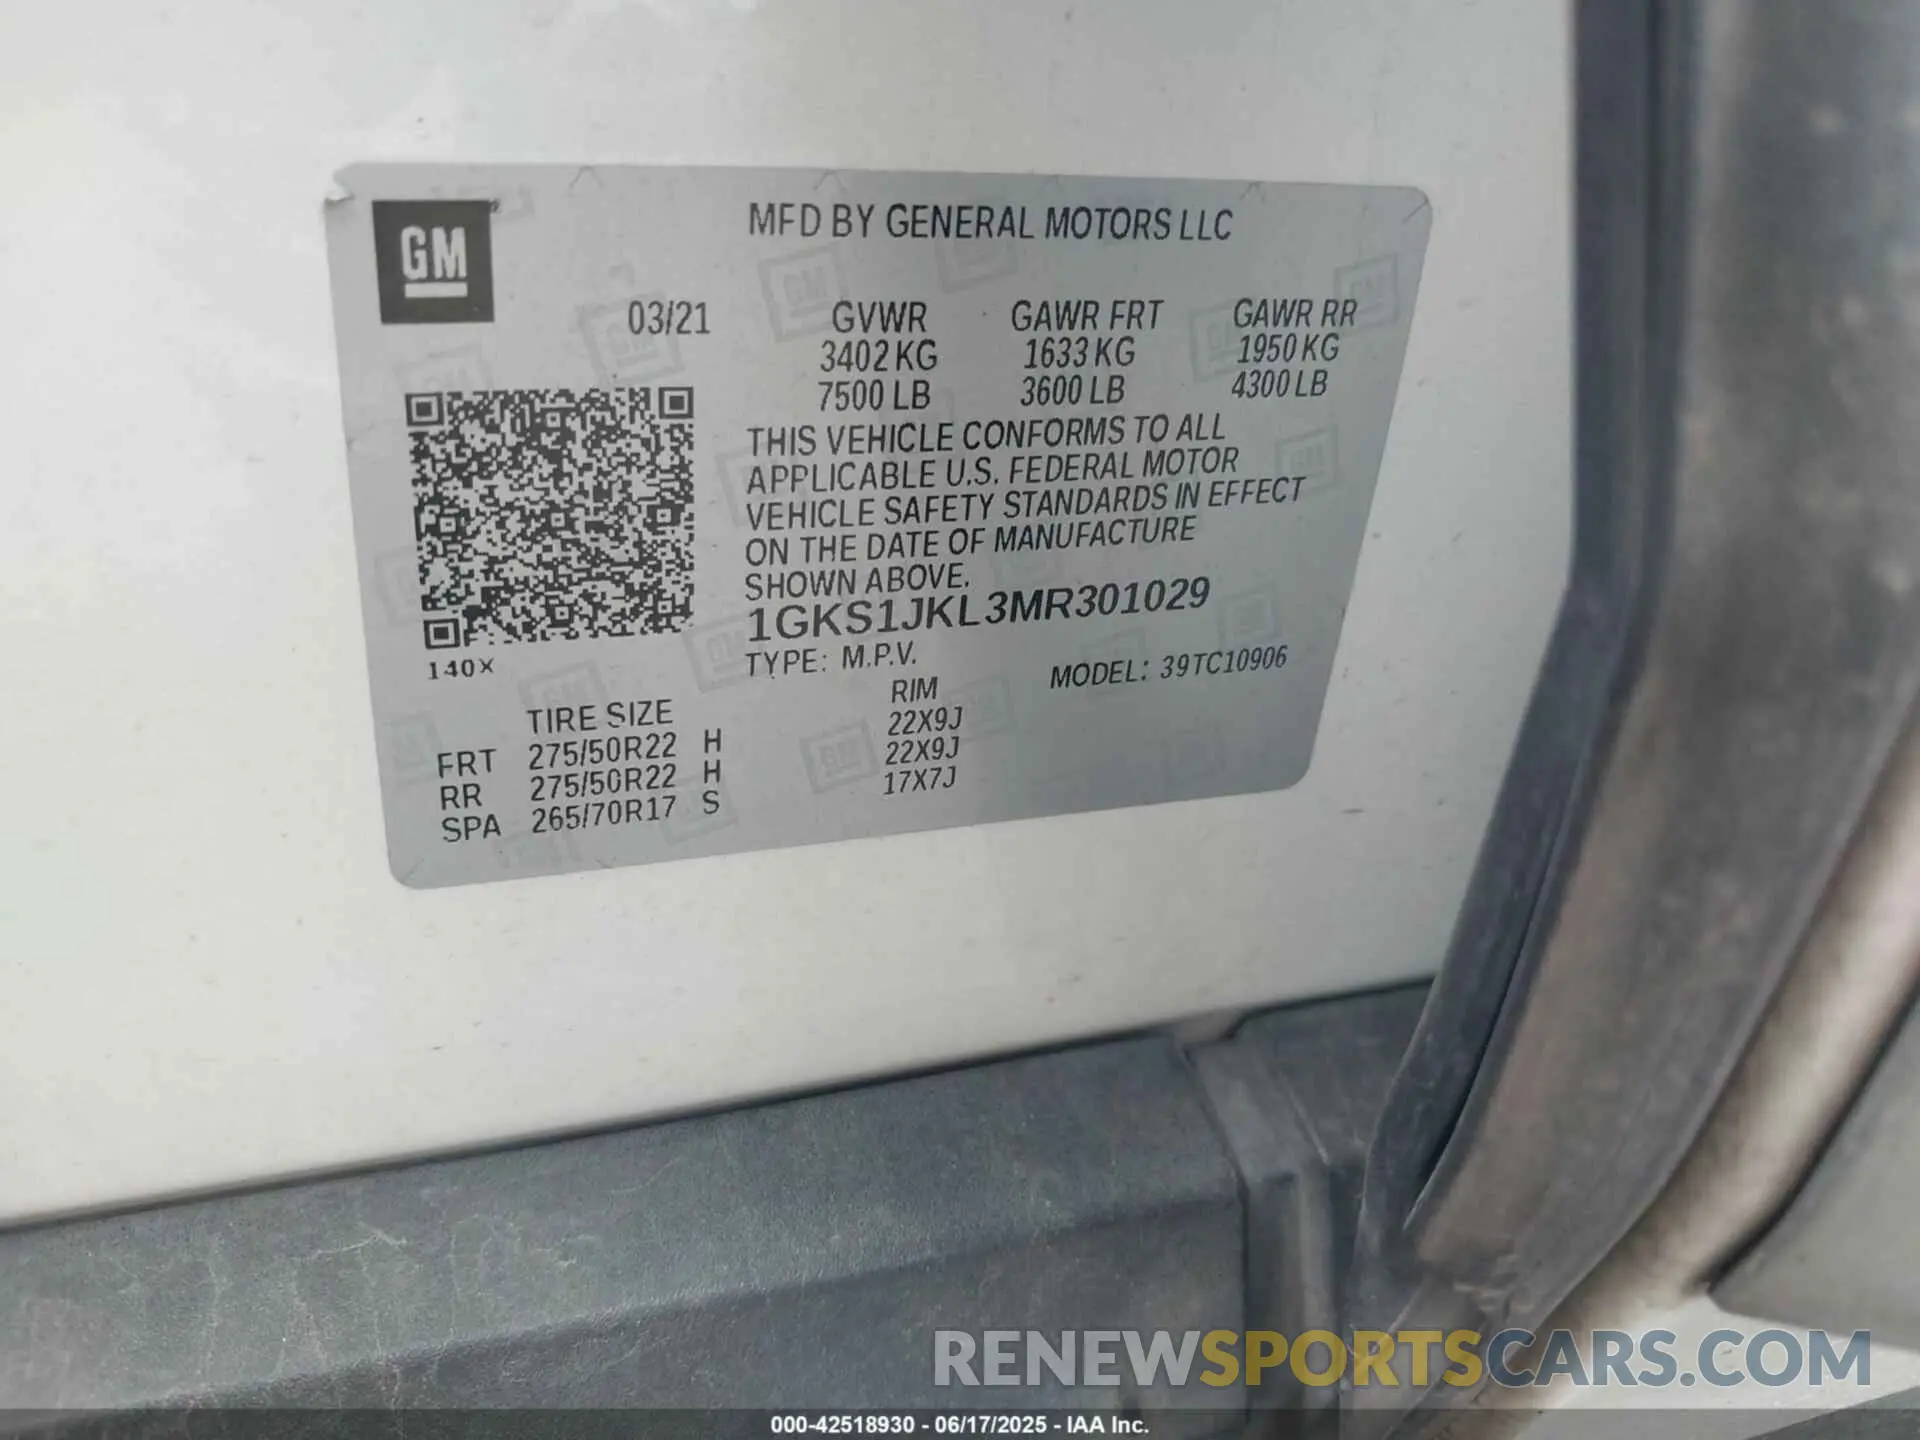 GM
MFD BY GENERAL MOTORS LLC
03/21 GVWR GAWR FRT GAWR RR
3402 KG 1633 KG 1950 KG
7500 LB 3600 LB 4300 LB
THIS VEHICLE CONFORMS TO ALL
APPLICABLE U.S. FEDERAL MOTOR
VEHICLE SAFETY STANDARDS IN EFFECT
ON THE DATE OF MANUFACTURE
SHOWN ABOVE.
1GKS1JKL3MR301029
140X
TYPE: M.P.V. MODEL: 39TC10906
TIRE SIZE RIM
FRT 275/50R22 H 22X9J
RR 275/50R22 H 22X9J
SPA 265/70R17 S 17X7J
RENEWSPORTSCARS.COM
000-42518930 - 06/17/2025 - IAA Inc.